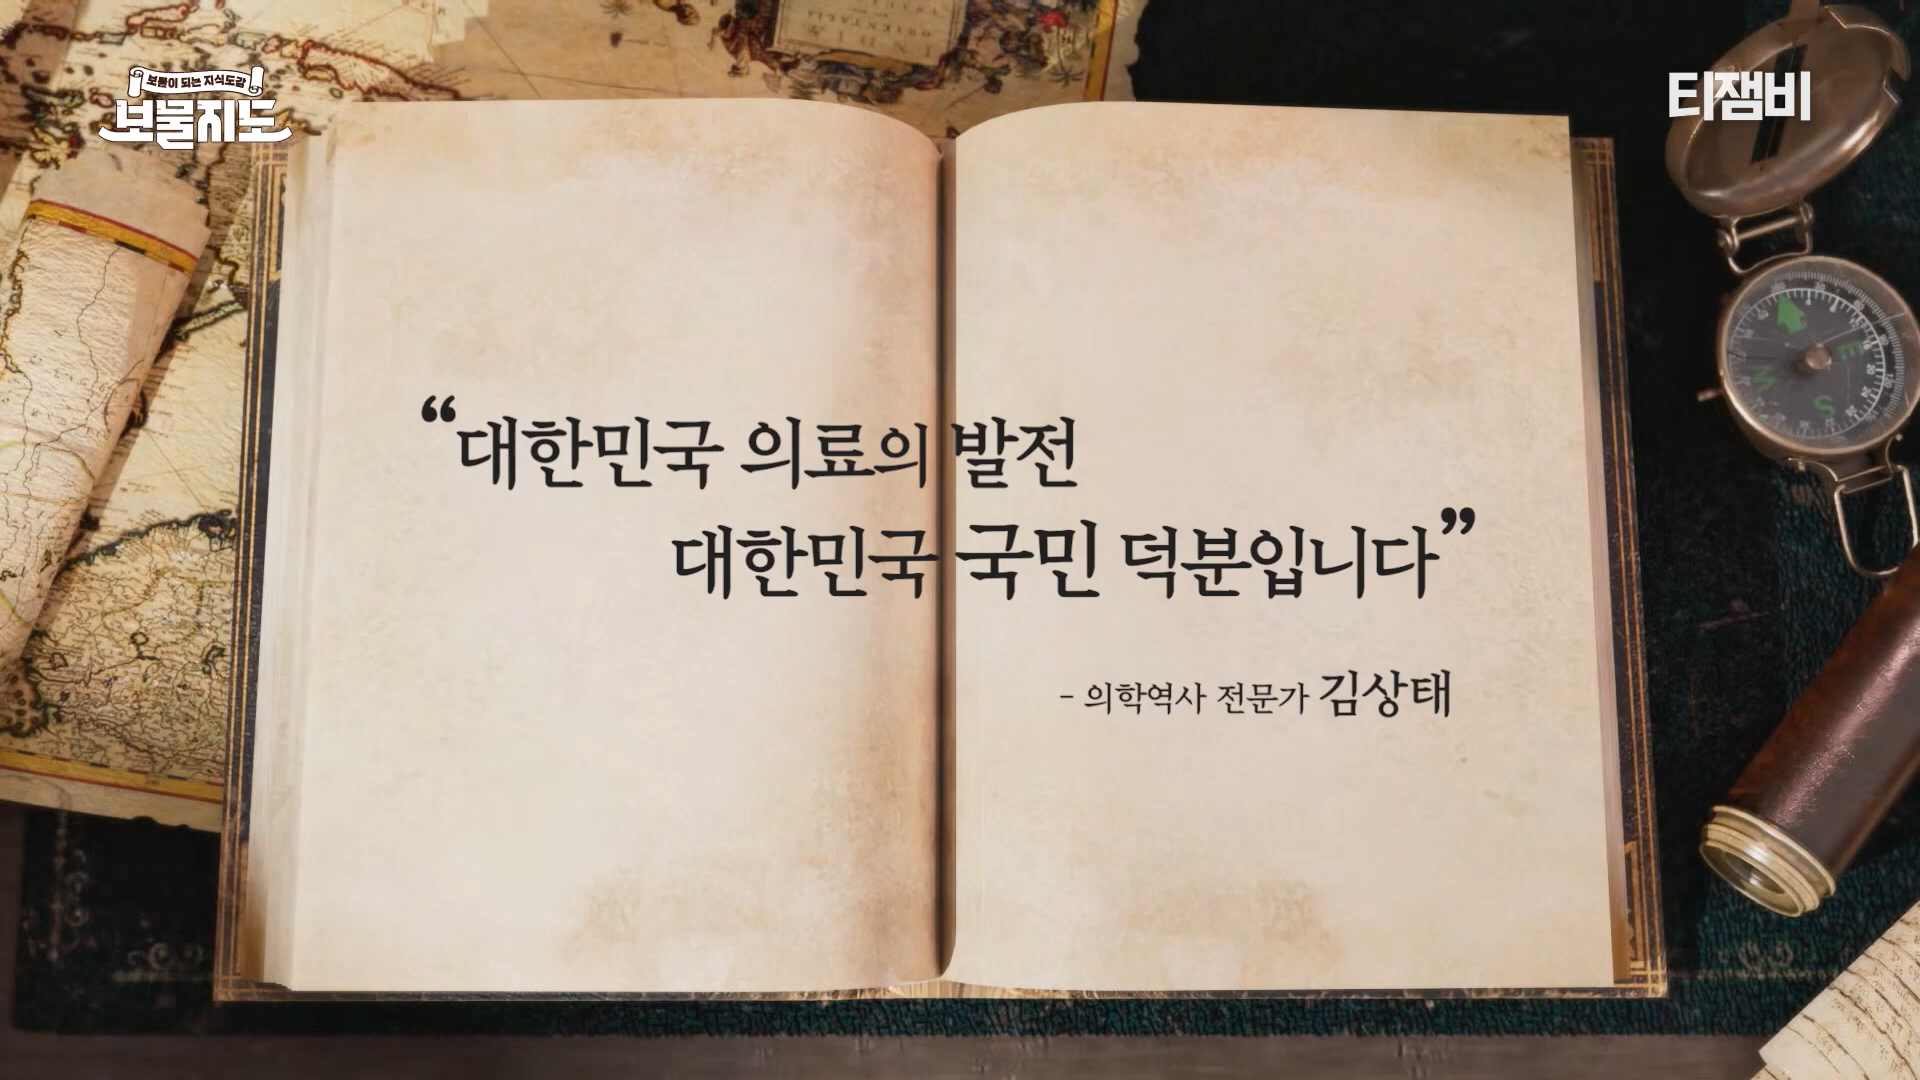 보물이 되는 지식도감
보물지도
티잼비
“대한민국 의료의 발전
대한민국 국민 덕분입니다”
- 의학역사 전문가 김상태